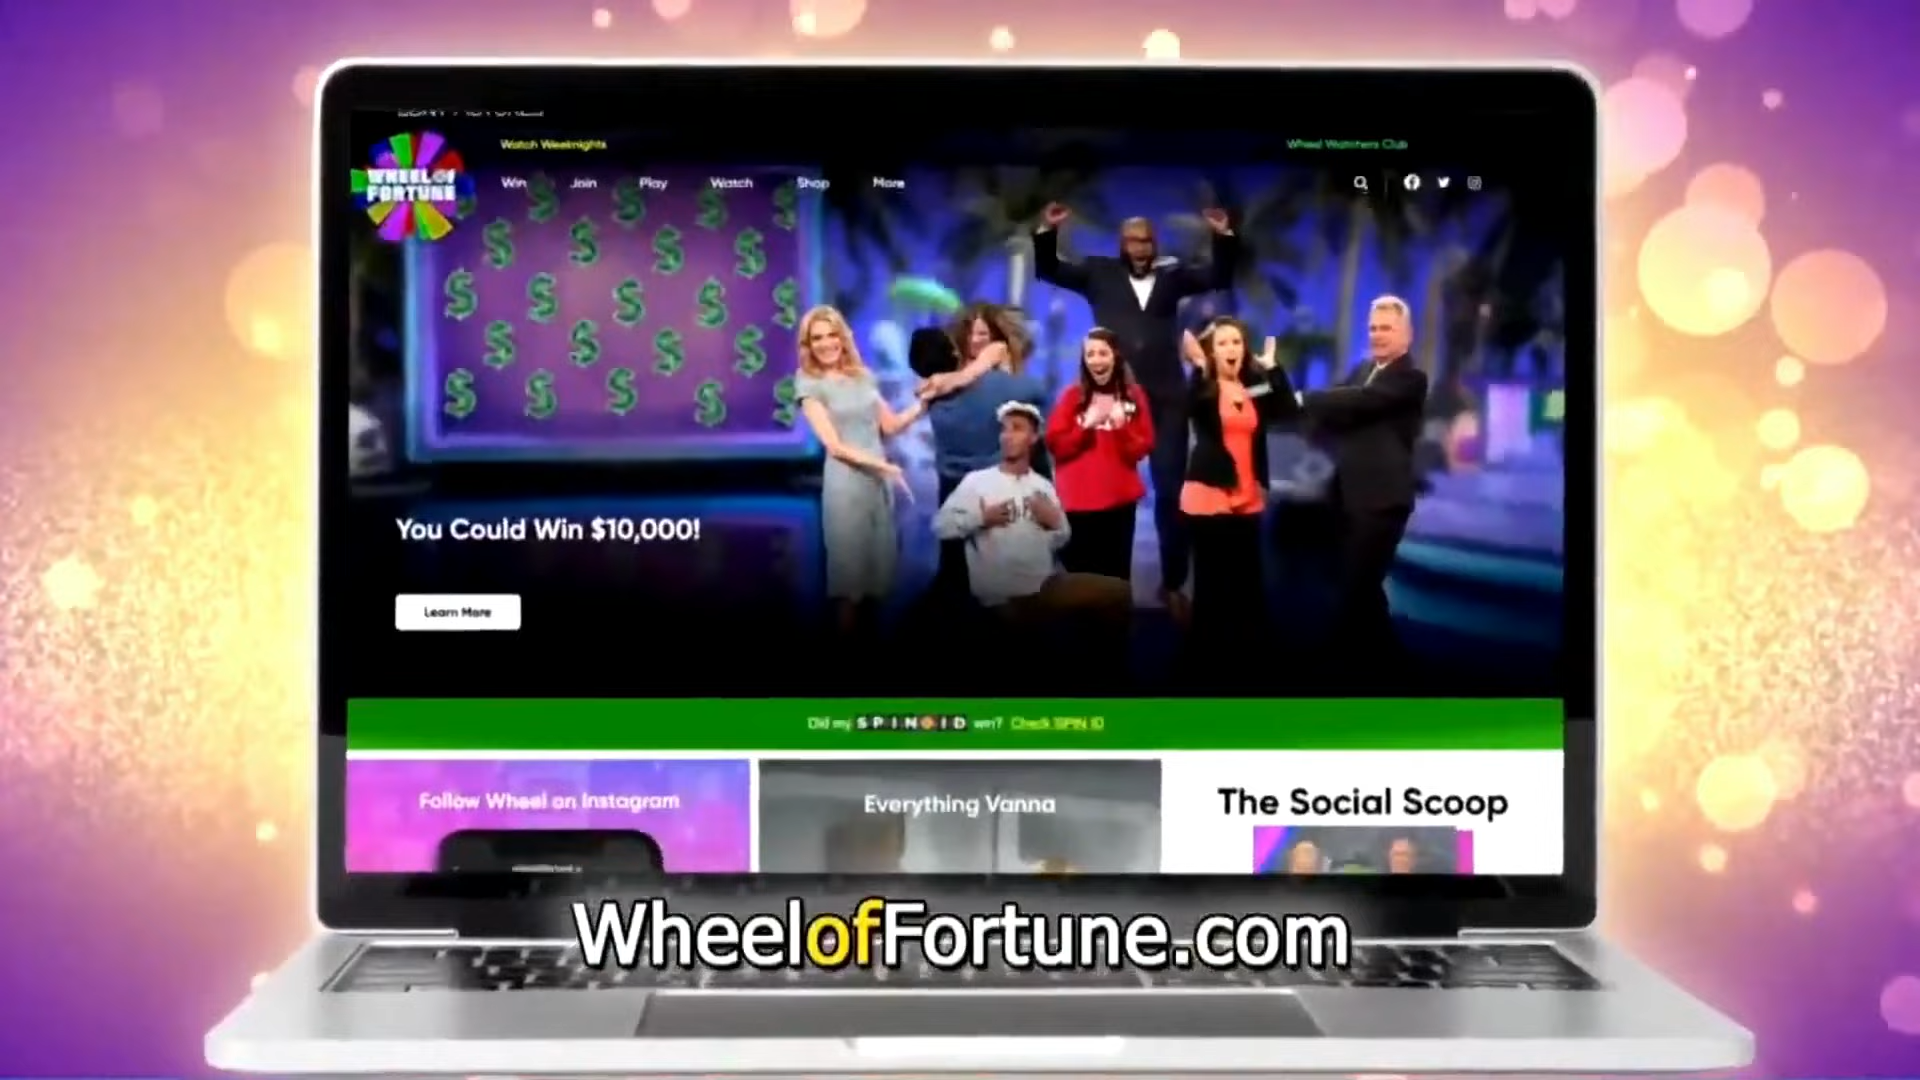 SONY PICTURES
Watch Weeknights
Wheel Watchers Club
WHEEL OF
FORTUNE
Win Join Play Watch Shop More
You Could Win $10,000!
Learn More
Did my SPIN ID win? Check SPIN ID
Follow Wheel on Instagram
Everything Vanna
The Social Scoop
WheelofFortune.com